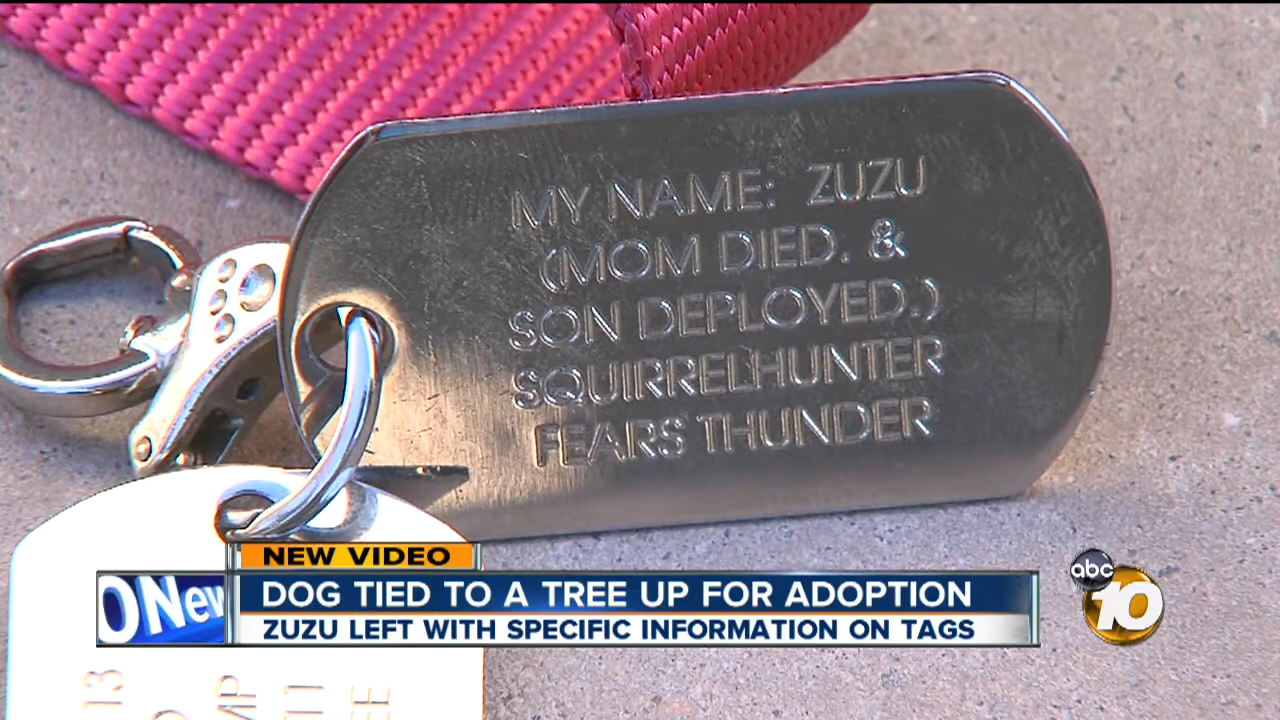 MY NAME: ZUZU
(MOM DIED. &
SON DEPLOYED.)
SQUIRRELHUNTER
FEARS THUNDER
NEW VIDEO
DOG TIED TO A TREE UP FOR ADOPTION
ZUZU LEFT WITH SPECIFIC INFORMATION ON TAGS
abc
10
13